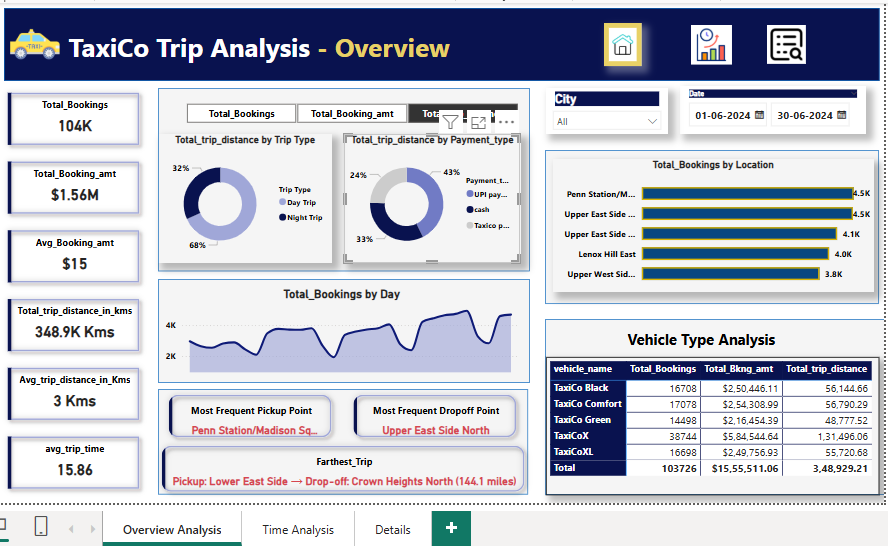 TaxiCo Trip Analysis - Overview
TAXI
Total_Bookings
104K
Total_Booking_amt
$1.56M
Avg_Booking_amt
$15
Total_trip_distance_in_kms
348.9K Kms
Avg_trip_distance_in_Kms
3 Kms
avg_trip_time
15.86
Total_Bookings Total_Booking_amt
Total_trip_distance by Trip Type
32%
68%
Trip Type
Day Trip
Night Trip
Total_trip_distance by Payment_type
24%
43%
33%
Payment_t...
UPI pay...
cash
Taxico p...
Total_Bookings by Day
4K
2K
Most Frequent Pickup Point
Penn Station/Madison Sq...
Most Frequent Dropoff Point
Upper East Side North
Farthest_Trip
Pickup: Lower East Side → Drop-off: Crown Heights North (144.1 miles)
City
All
Date
01-06-2024 30-06-2024
Total_Bookings by Location
Penn Station/M... 4.5K
Upper East Side ... 4.5K
Upper East Side ... 4.1K
Lenox Hill East 4.0K
Upper West Sid... 3.8K
Vehicle Type Analysis
vehicle_name Total_Bookings Total_Bkng_amt Total_trip_distance
TaxiCo Black 16708 $2,50,446.11 56,144.66
TaxiCo Comfort 17078 $2,54,308.99 56,790.29
TaxiCo Green 14498 $2,16,454.39 48,777.52
TaxiCoX 38744 $5,84,544.64 1,31,496.06
TaxiCoXL 16698 $2,49,756.93 55,720.68
Total 103726 $15,55,511.06 3,48,929.21
Overview Analysis Time Analysis Details +